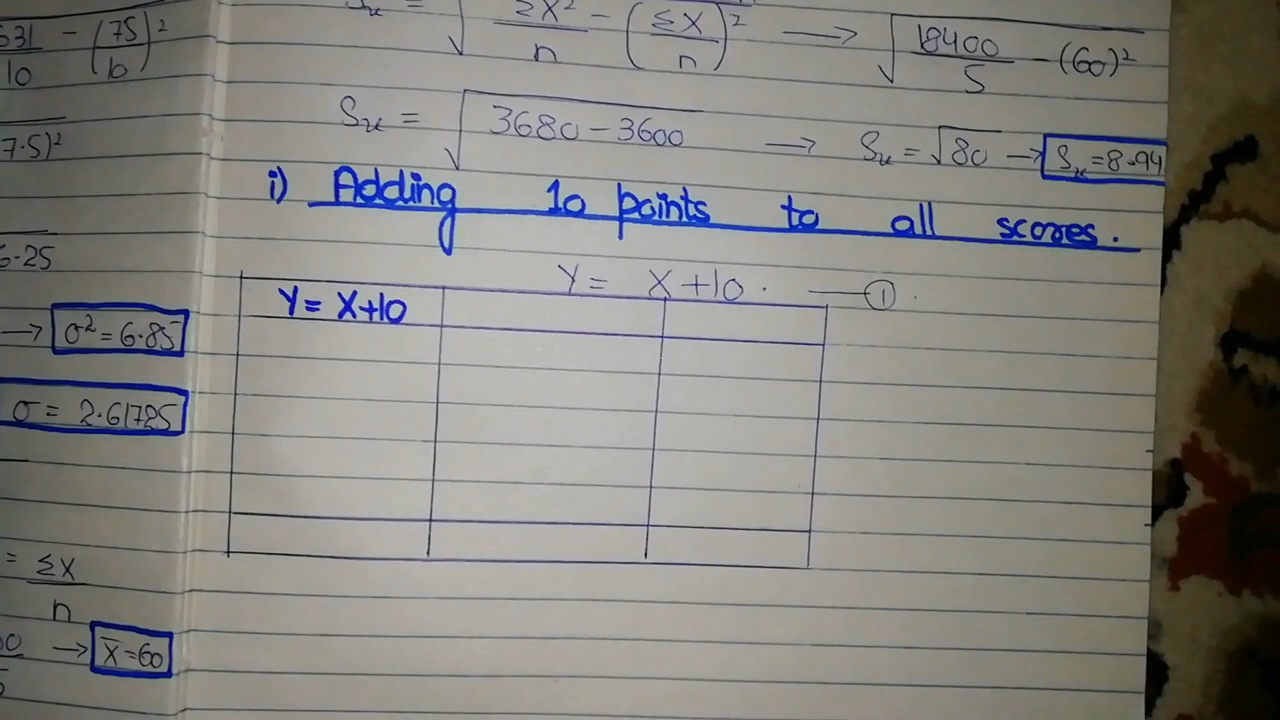 631/10 - (75/10)²
7.5)²
6.25
→ σ² = 6.85
σ = 2.61725
= ΣX/n
00/5 → x̄ = 60
Sx = √(ΣX²/n - (ΣX/n)²) → √(18400/5 - (60)²)
Sx = √(3680 - 3600) → Sx = √80 → Sx = 8.94
i) Adding 10 points to all scores.
Y = X + 10. — ①.
Y = X+10